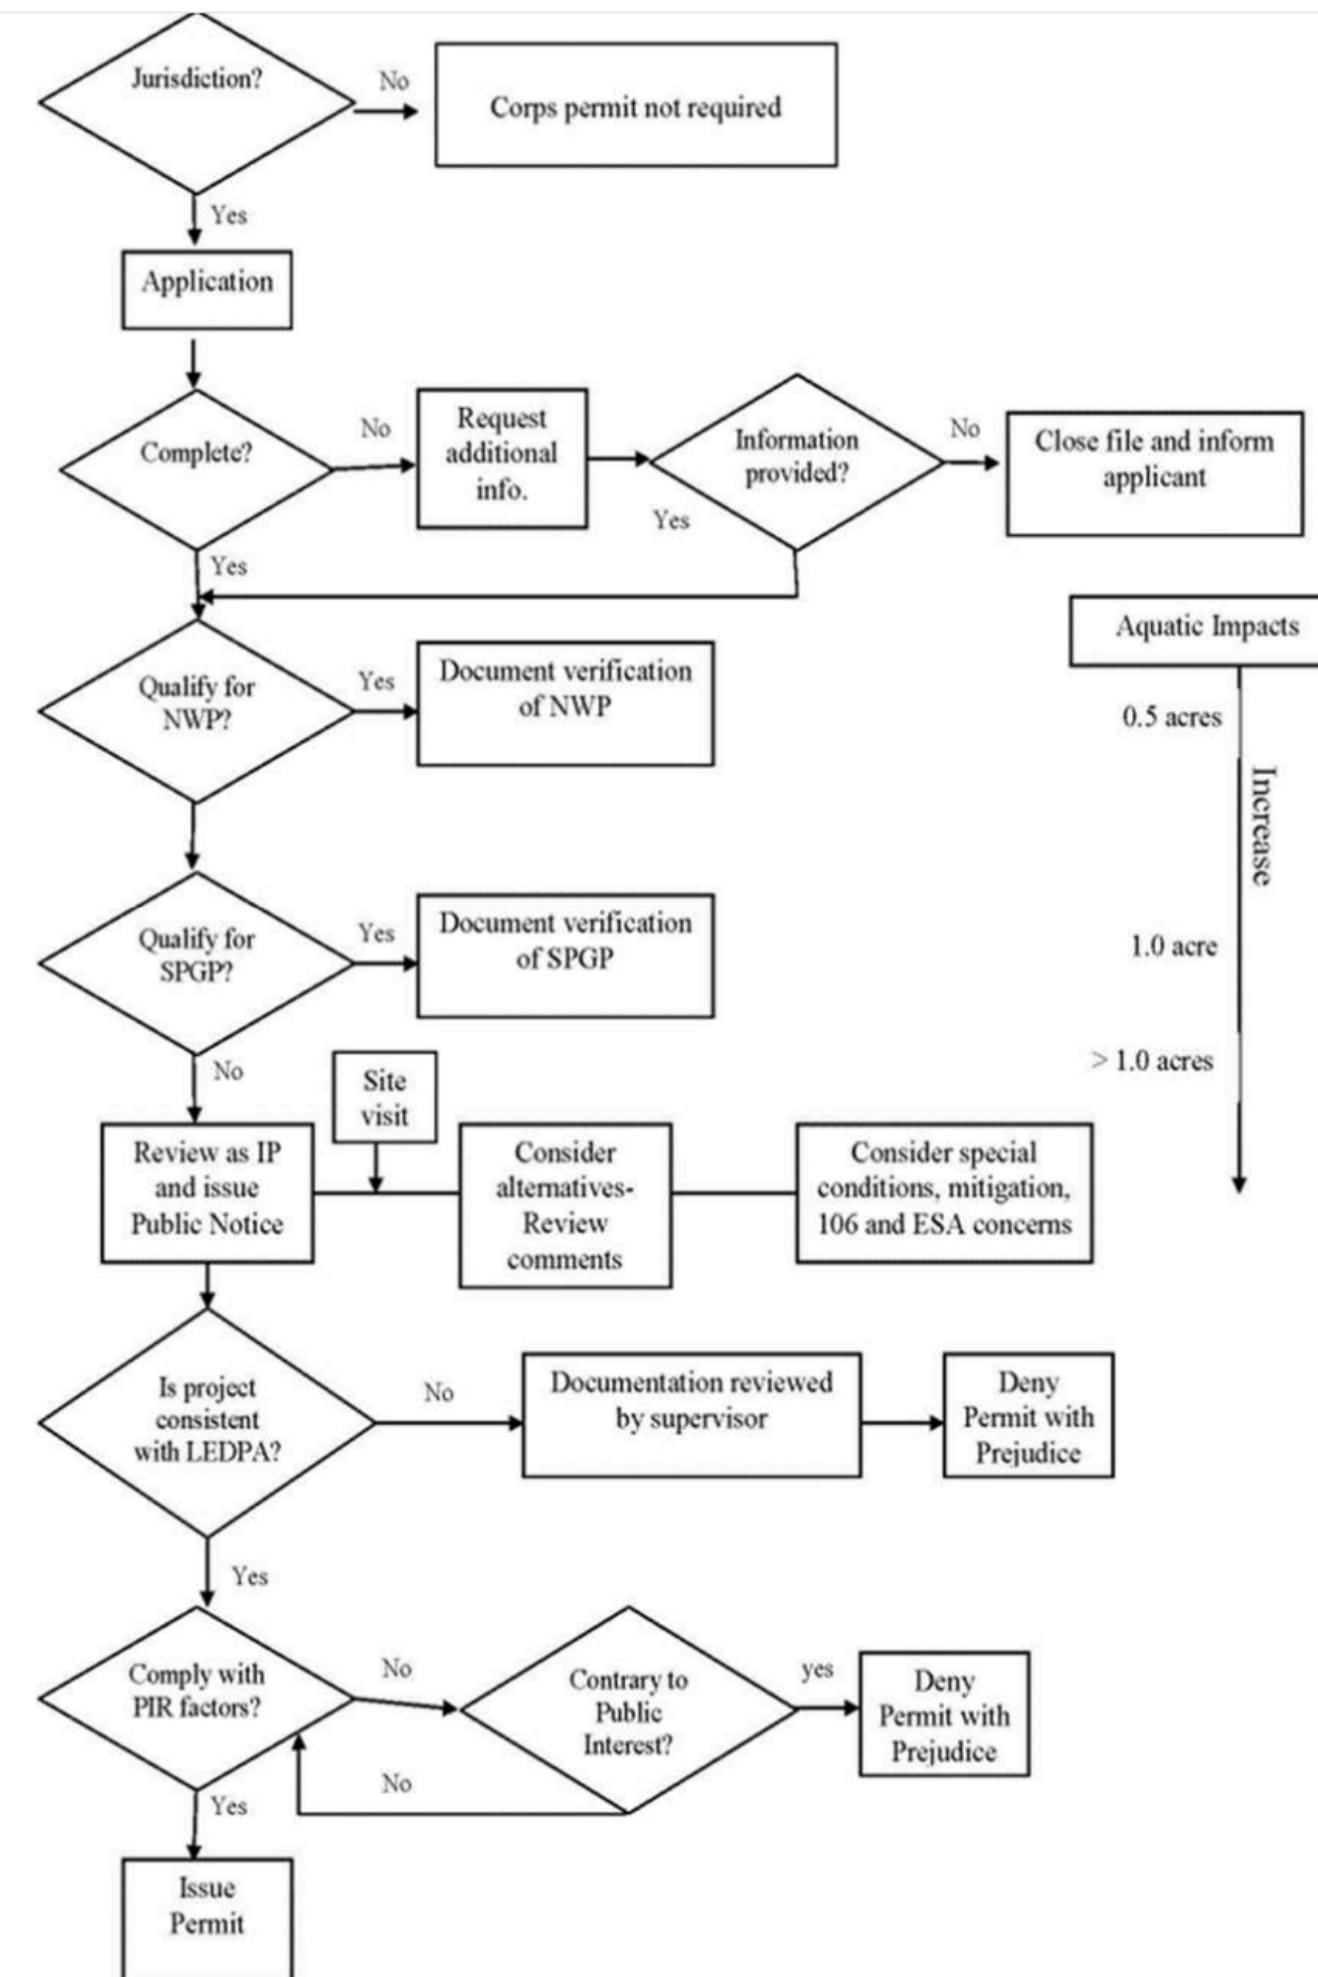 Jurisdiction?
No
Corps permit not required
Yes
Application
Complete?
No
Request
additional
info.
Information
provided?
No
Close file and inform
applicant
Yes
Yes
Aquatic Impacts
Qualify for
NWP?
Yes
Document verification
of NWP
0.5 acres
Increase
Qualify for
SPGP?
Yes
Document verification
of SPGP
1.0 acre
> 1.0 acres
No
Site
visit
Review as IP
and issue
Public Notice
Consider
alternatives-
Review
comments
Consider special
conditions, mitigation,
106 and ESA concerns
Is project
consistent
with LEDPA?
No
Documentation reviewed
by supervisor
Deny
Permit with
Prejudice
Yes
Comply with
PIR factors?
No
Contrary to
Public
Interest?
yes
Deny
Permit with
Prejudice
No
Yes
Issue
Permit